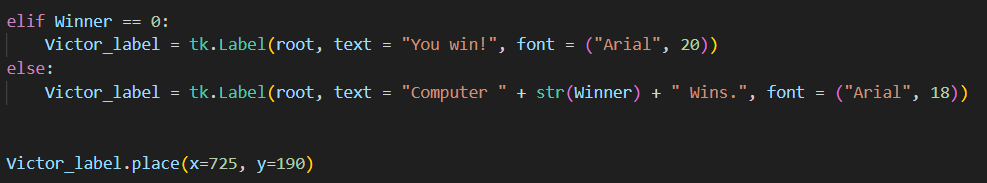 elif Winner == 0:
    Victor_label = tk.Label(root, text = "You win!", font = ("Arial", 20))
else:
    Victor_label = tk.Label(root, text = "Computer " + str(Winner) + " Wins.", font = ("Arial", 18))
Victor_label.place(x=725, y=190)